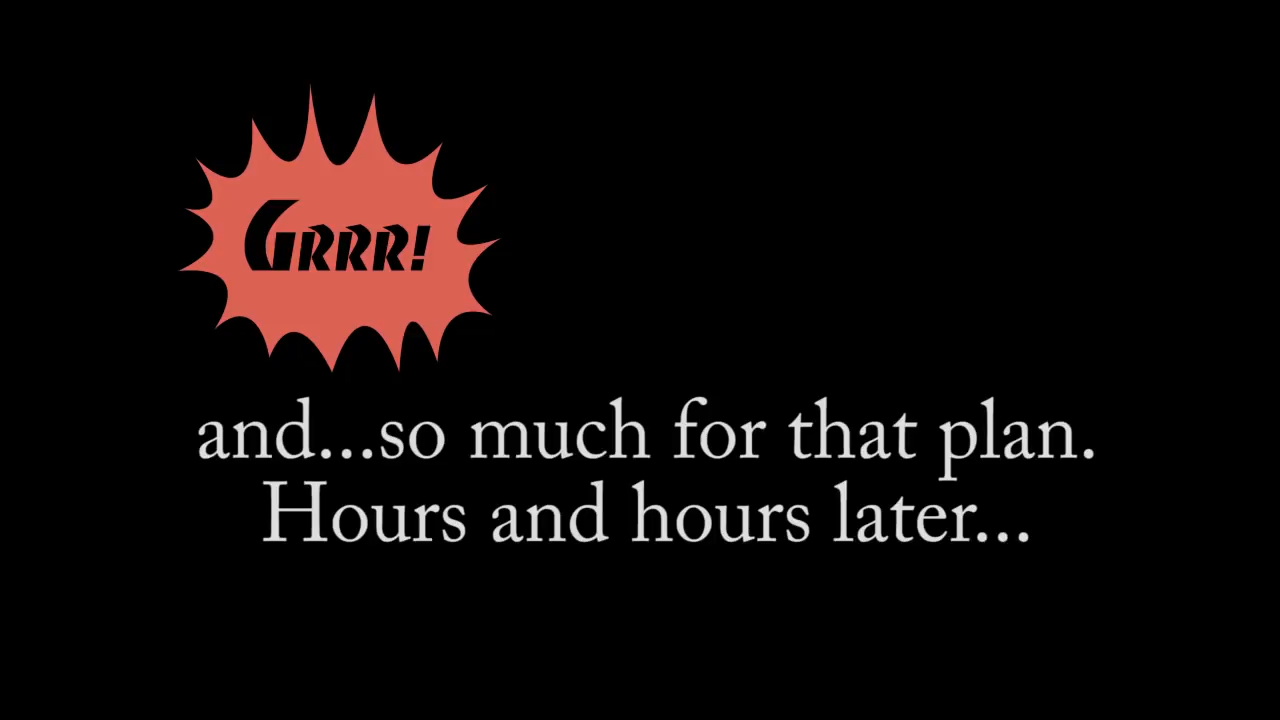 Grrr!
and...so much for that plan.
Hours and hours later...